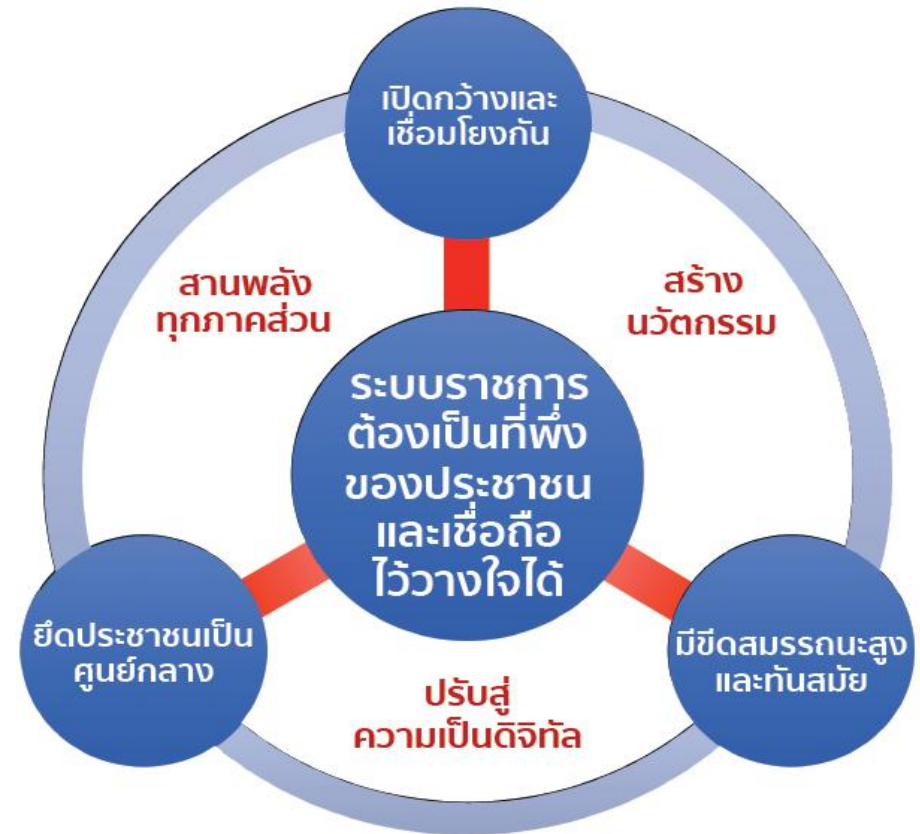 เปิดกว้างและ
เชื่อมโยงกัน
สานพลัง
ทุกภาคส่วน
สร้าง
นวัตกรรม
ระบบราชการ
ต้องเป็นที่พึ่ง
ของประชาชน
และเชื่อถือ
ไว้วางใจได้
ยึดประชาชนเป็น
ศูนย์กลาง
มีขีดสมรรถนะสูง
และทันสมัย
ปรับสู่
ความเป็นดิจิทัล